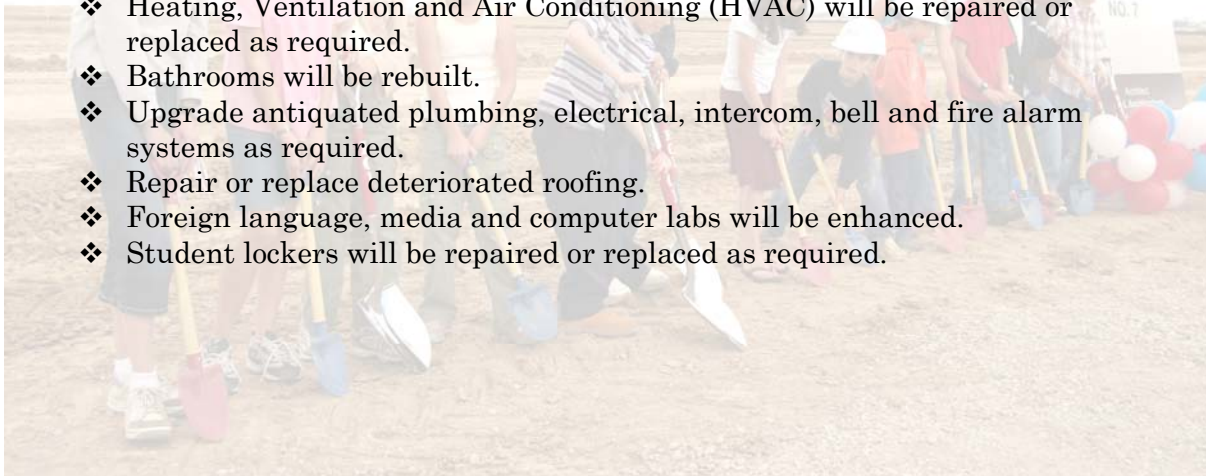 ❖ Heating, Ventilation and Air Conditioning (HVAC) will be repaired or
replaced as required.
❖ Bathrooms will be rebuilt.
❖ Upgrade antiquated plumbing, electrical, intercom, bell and fire alarm
systems as required.
❖ Repair or replace deteriorated roofing.
❖ Foreign language, media and computer labs will be enhanced.
❖ Student lockers will be repaired or replaced as required.
NO. 1